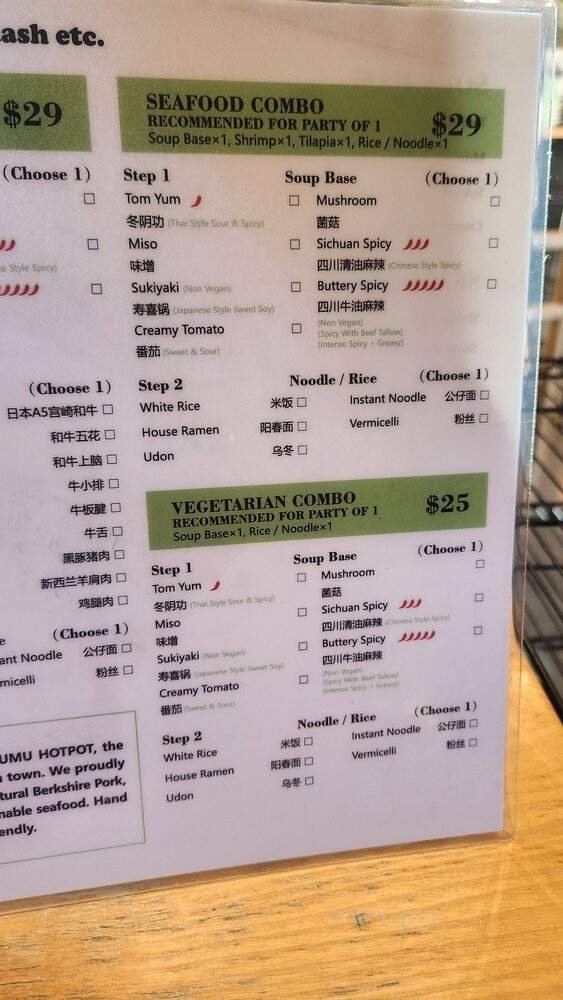 ash etc.
$29
(Choose 1)
e Style Spicy)
(Choose 1)
日本A5宫崎和牛
和牛五花
和牛上脑
牛小排
牛板腱
牛舌
黑豚猪肉
新西兰羊肩肉
鸡腿肉
(Choose 1)
ant Noodle 公仔面
micelli 粉丝
UMU HOTPOT, the
town. We proudly
tural Berkshire Pork,
nable seafood. Hand
endly.
SEAFOOD COMBO
RECOMMENDED FOR PARTY OF 1 $29
Soup Base×1, Shrimp×1, Tilapia×1, Rice / Noodle×1
Step 1 Soup Base (Choose 1)
Tom Yum Mushroom
冬阴功 (Thai Style Sour & Spicy) 菌菇
Miso Sichuan Spicy
味增 四川清油麻辣 (Chinese Style Spicy)
Sukiyaki (Non Vegan) Buttery Spicy
寿喜锅 (Japanese Style Sweet Soy) 四川牛油麻辣
Creamy Tomato (Non Vegan)
(Spicy With Beef Tallow)
番茄 (Sweet & Sour) (Intense Spicy + Greasy)
Step 2 Noodle / Rice (Choose 1)
White Rice 米饭 Instant Noodle 公仔面
House Ramen 阳春面 Vermicelli 粉丝
Udon 乌冬
VEGETARIAN COMBO
RECOMMENDED FOR PARTY OF 1 $25
Soup Base×1, Rice / Noodle×1
Step 1 Soup Base (Choose 1)
Tom Yum Mushroom
冬阴功 (Thai Style Sour & Spicy) 菌菇
Miso Sichuan Spicy
味增 四川清油麻辣 (Chinese Style Spicy)
Sukiyaki (Non Vegan) Buttery Spicy
寿喜锅 (Japanese Style Sweet Soy) 四川牛油麻辣
Creamy Tomato (Non Vegan)
(Spicy With Beef Tallow)
番茄 (Sweet & Sour) (Intense Spicy + Greasy)
Step 2 Noodle / Rice (Choose 1)
White Rice 米饭 Instant Noodle 公仔面
House Ramen 阳春面 Vermicelli 粉丝
Udon 乌冬